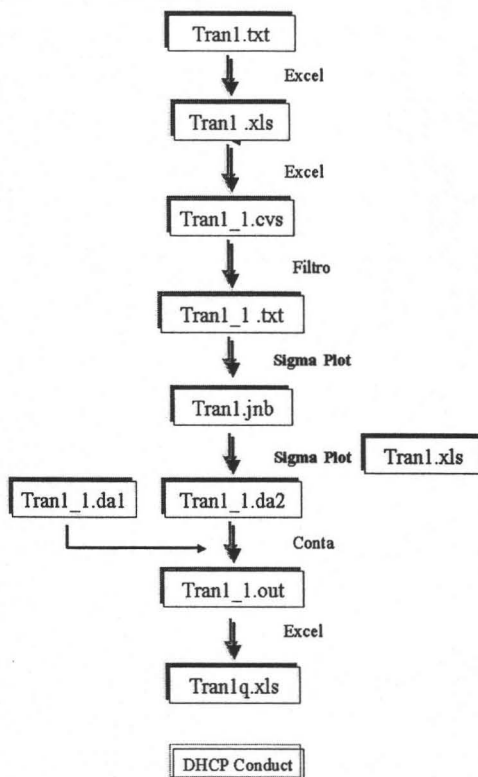 Tran1.txt
Excel
Tran1 .xls
Excel
Tran1_1.cvs
Filtro
Tran1_1 .txt
Sigma Plot
Tran1.jnb
Sigma Plot
Tran1.xls
Tran1_1.da1
Tran1_1.da2
Conta
Tran1_1.out
Excel
Tran1q.xls
DHCP Conduct